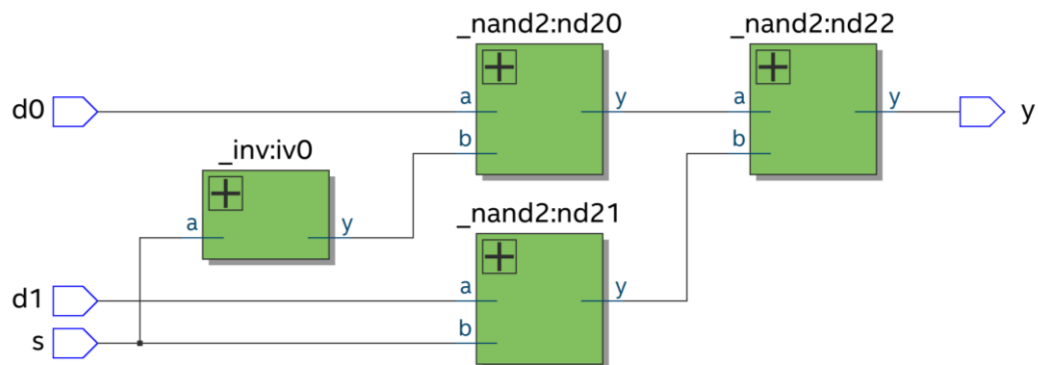 _nand2:nd20
_nand2:nd22
d0
a
y
a
y
y
b
b
_inv:iv0
a
y
_nand2:nd21
d1
a
y
s
b